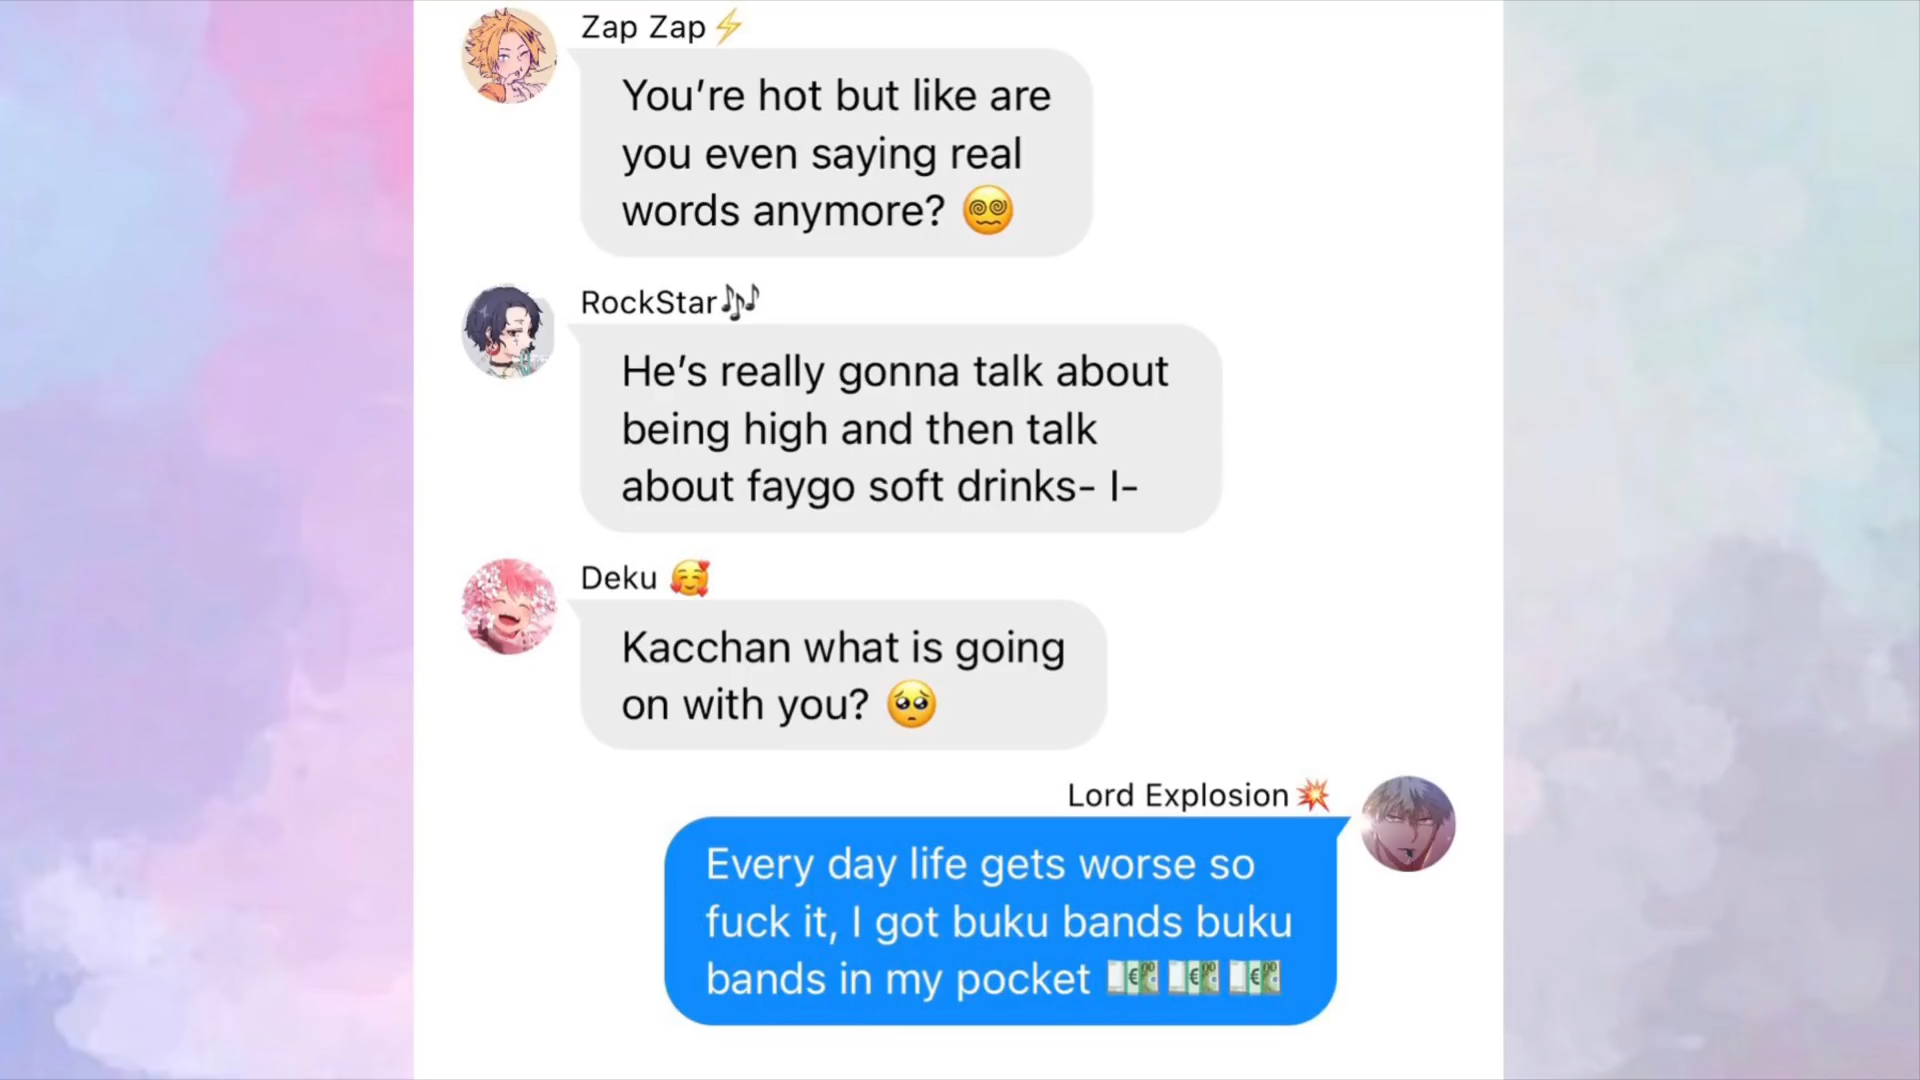 Zap Zap⚡
You’re hot but like are
you even saying real
words anymore? 😵‍💫
RockStar🎶
He’s really gonna talk about
being high and then talk
about faygo soft drinks- I-
Deku 🥰
Kacchan what is going
on with you? 🥺
Lord Explosion💥
Every day life gets worse so
fuck it, I got buku bands buku
bands in my pocket 💶💶💶